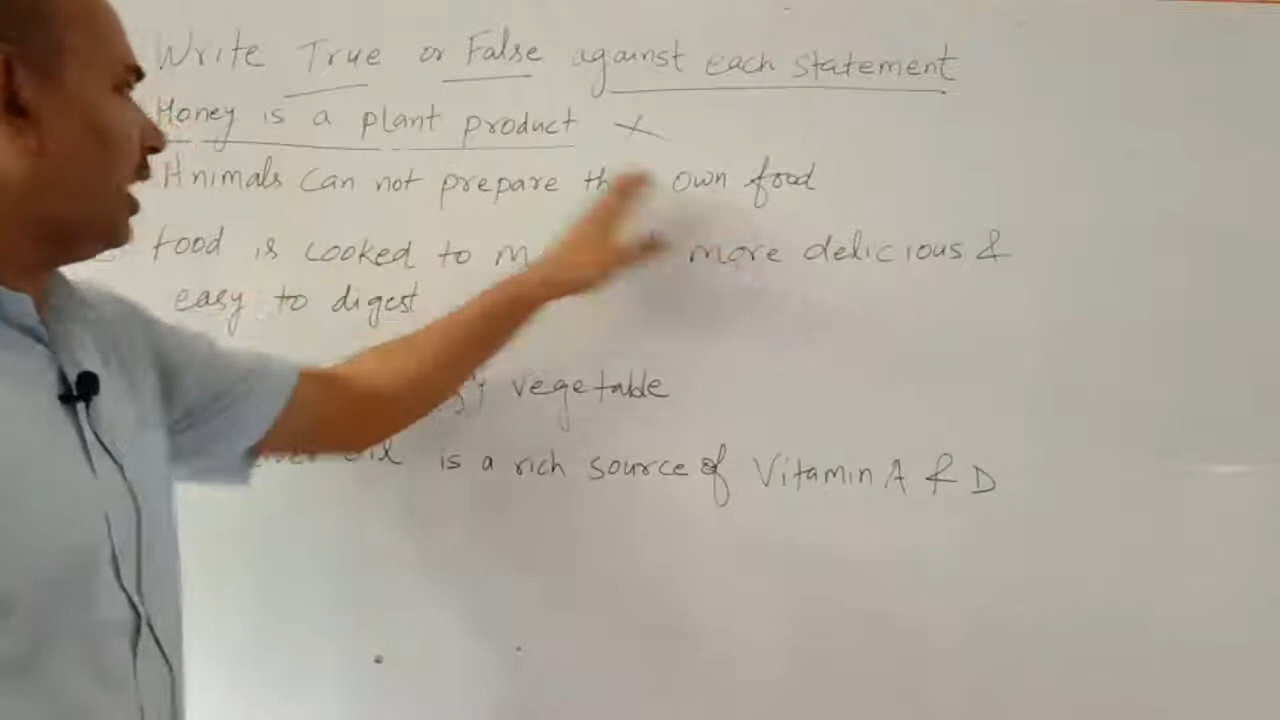 Write True or False against each statement
Honey is a plant product ×
Animals can not prepare own food
food is cooked to more delicious &
easy to digest
vegetable
is a rich source of Vitamin A & D